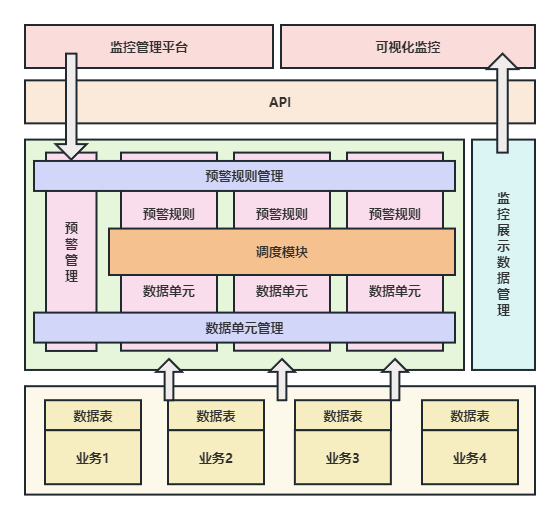 监控管理平台
可视化监控
API
预警规则管理
预警管理
预警规则
预警规则
预警规则
调度模块
数据单元
数据单元
数据单元
数据单元管理
监控展示数据管理
数据表
数据表
数据表
数据表
业务1
业务2
业务3
业务4